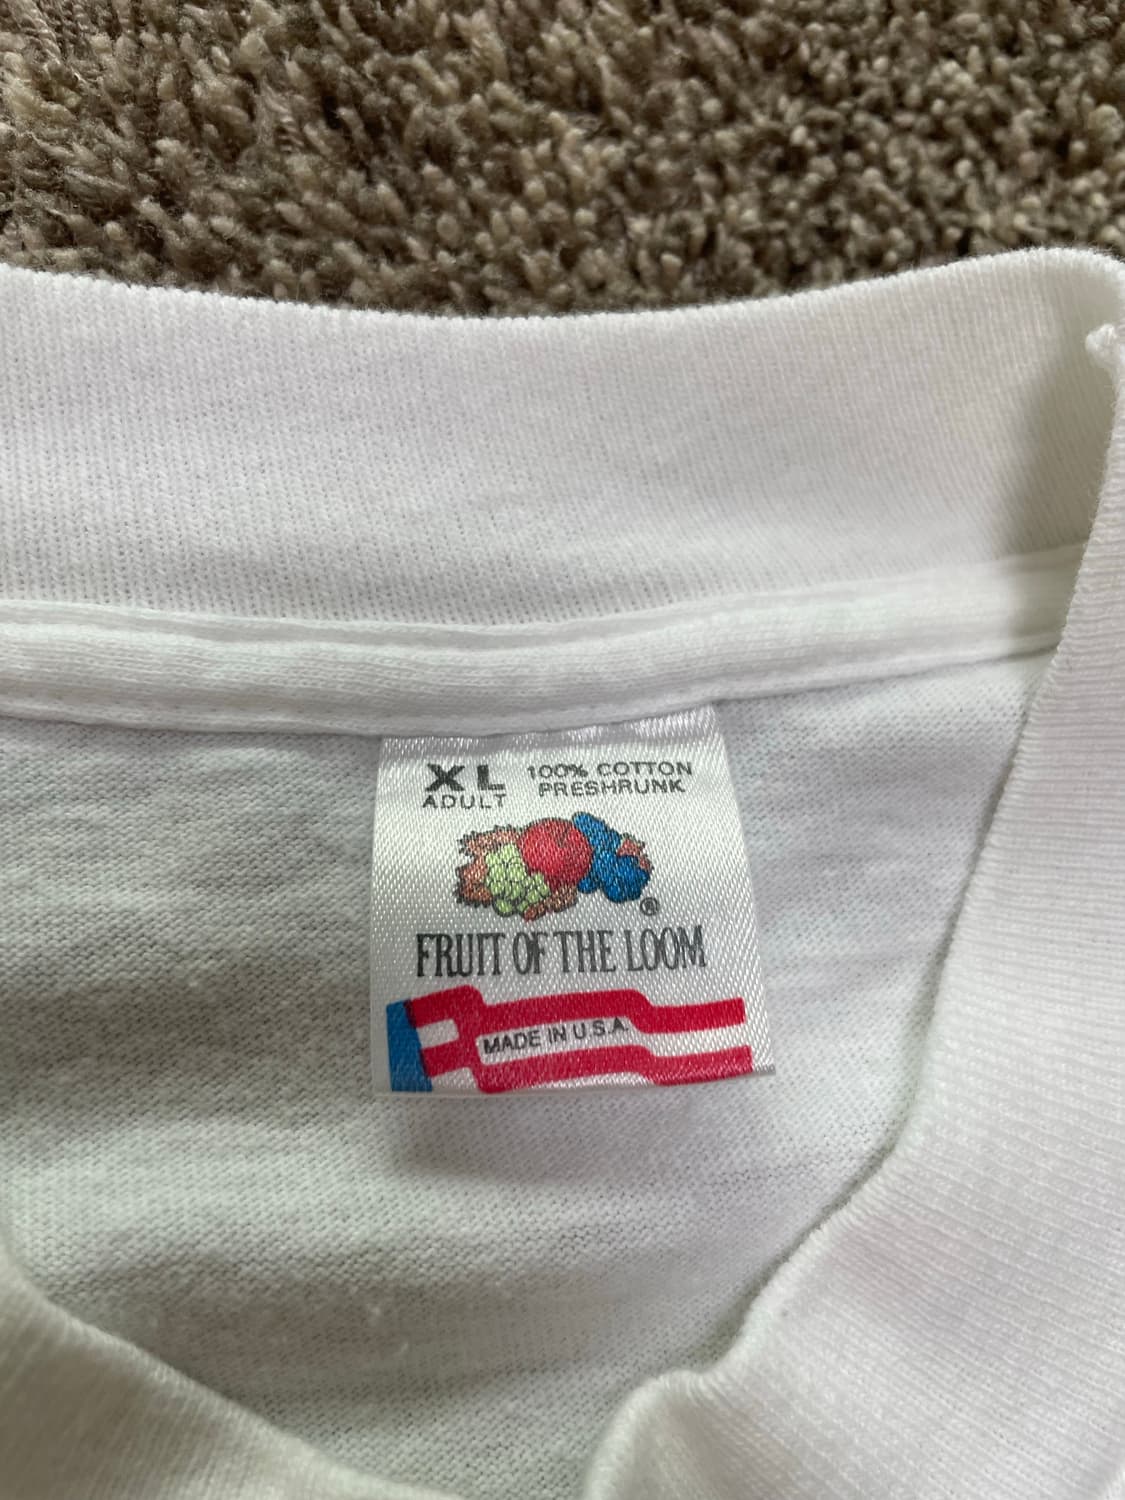 XL 100% COTTON
ADULT PRESHRUNK
®
FRUIT OF THE LOOM
MADE IN U.S.A.